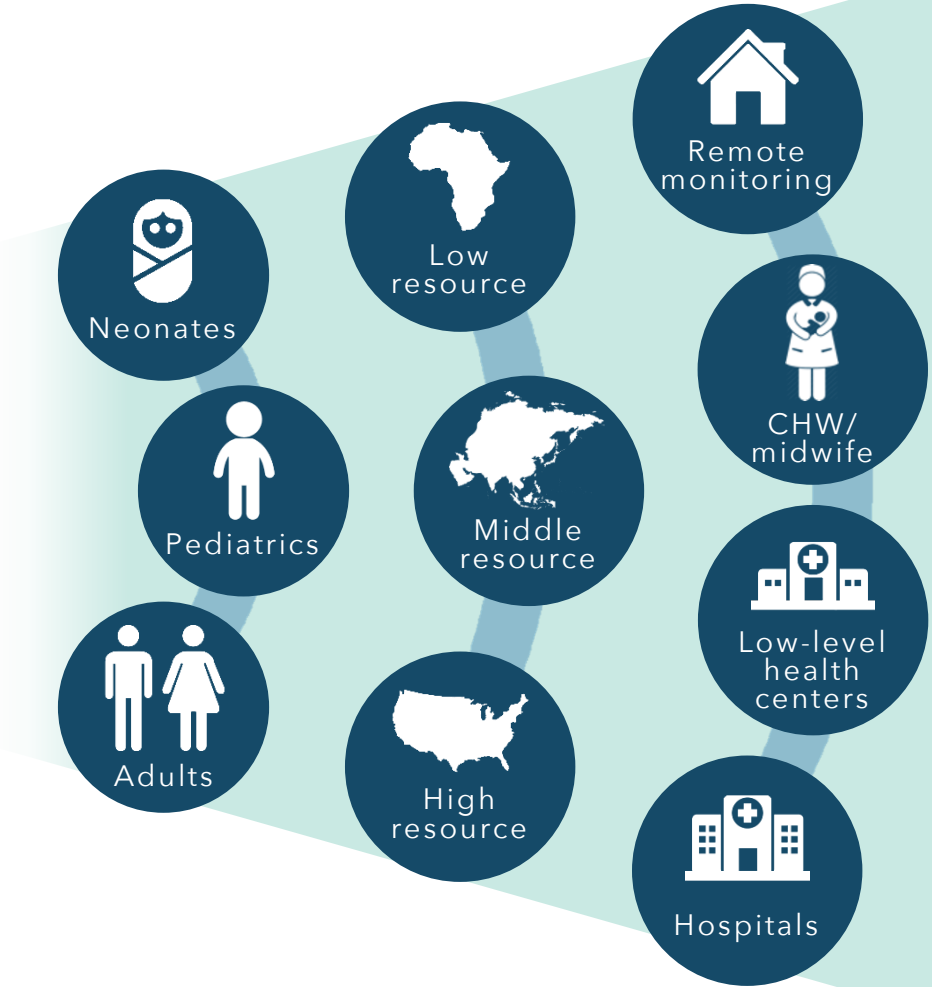 Neonates
Pediatrics
Adults
Low
resource
Middle
resource
High
resource
Remote
monitoring
CHW/
midwife
Low-level
health
centers
Hospitals